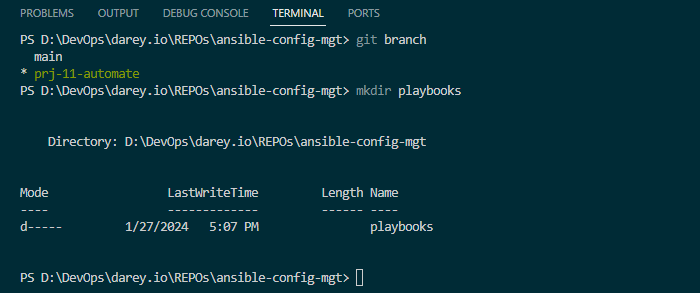 PROBLEMS OUTPUT DEBUG CONSOLE TERMINAL PORTS
PS D:\DevOps\darey.io\REPOs\ansible-config-mgt> git branch
  main
* prj-11-automate
PS D:\DevOps\darey.io\REPOs\ansible-config-mgt> mkdir playbooks
    Directory: D:\DevOps\darey.io\REPOs\ansible-config-mgt
Mode                 LastWriteTime         Length Name
----                 -------------         ------ ----
d-----         1/27/2024   5:07 PM                playbooks
PS D:\DevOps\darey.io\REPOs\ansible-config-mgt>